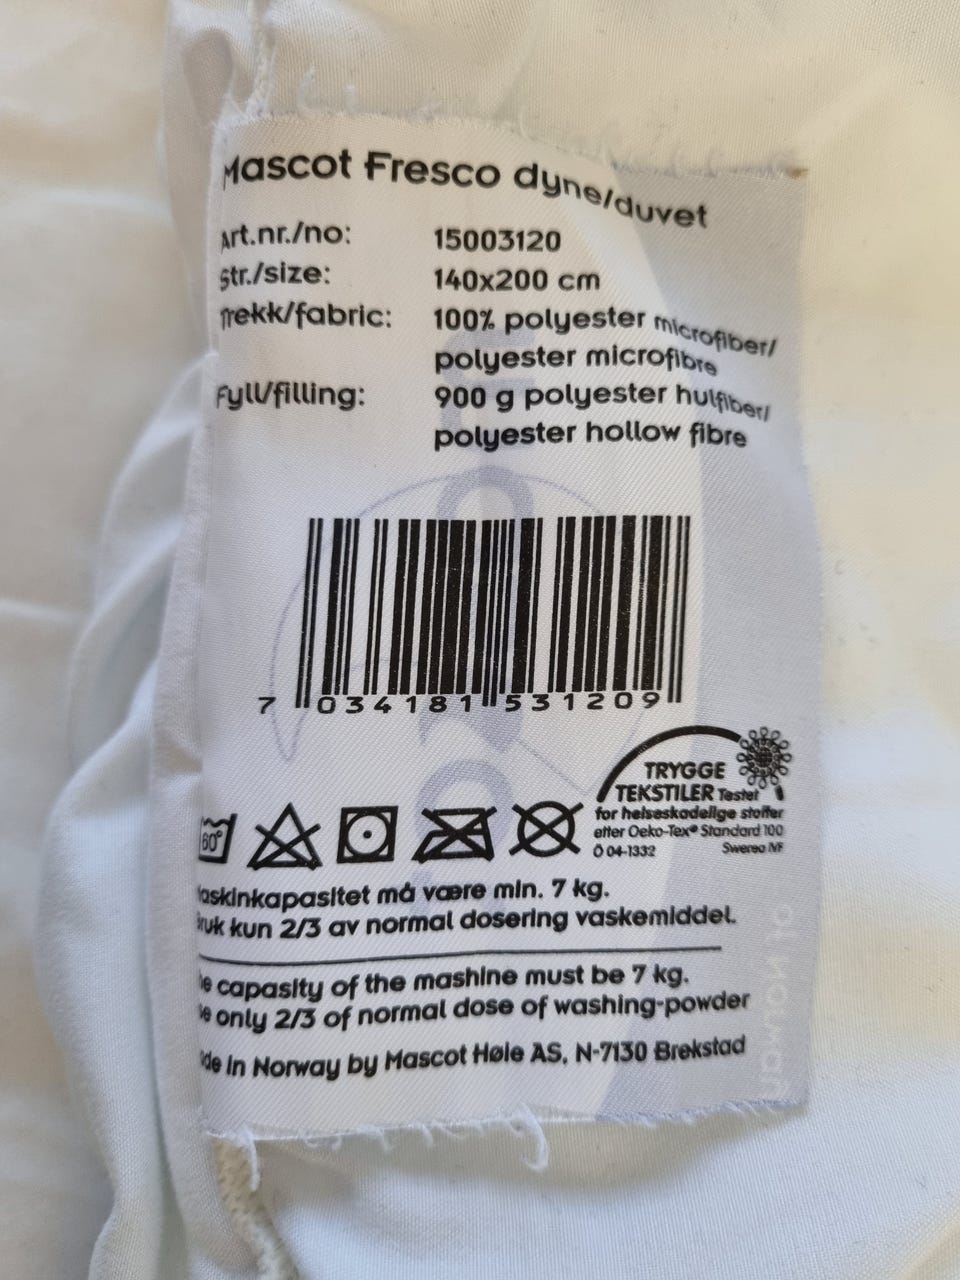 Mascot Fresco dyne/duvet
Art.nr./no: 15003120
Str./size: 140x200 cm
Trekk/fabric: 100% polyester microfiber/
polyester microfibre
Fyll/filling: 900 g polyester hulfiber/
polyester hollow fibre
7 034181 531209
TRYGGE
TEKSTILER Testet
for helseskadelige stoffer
etter Oeko-Tex® Standard 100
Ö 04-1332 Swerea IVF
60°
askinkapasitet må være min. 7 kg.
ruk kun 2/3 av normal dosering vaskemiddel.
e capasity of the mashine must be 7 kg.
e only 2/3 of normal dose of washing-powder
de in Norway by Mascot Høie AS, N-7130 Brekstad